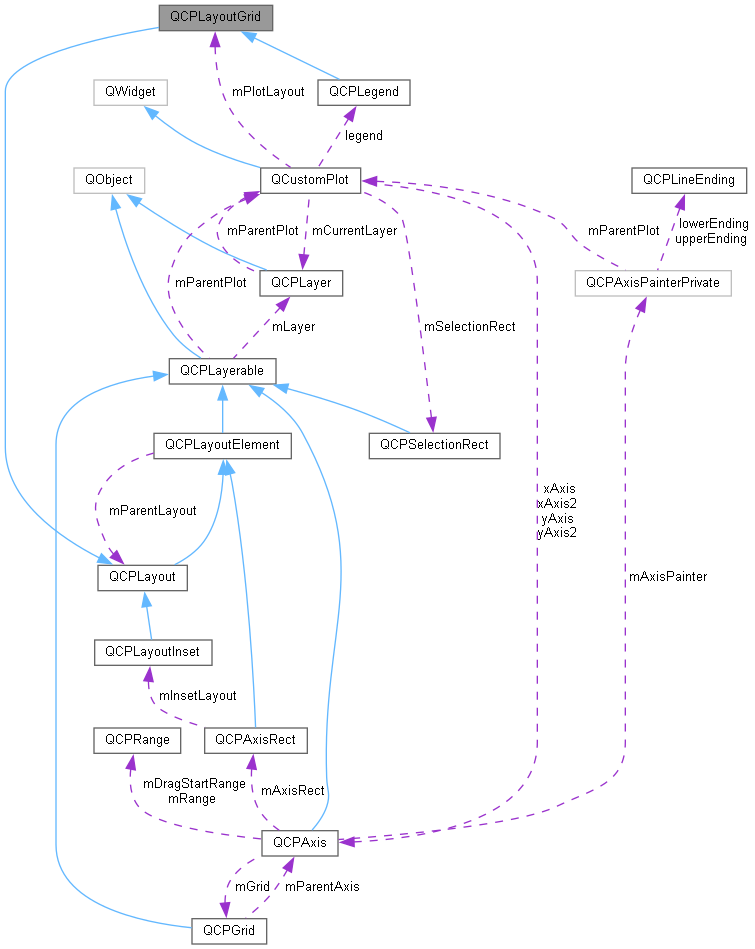 QCPLayoutGrid
QWidget
mPlotLayout
QCPLegend
legend
QObject
QCustomPlot
QCPLineEnding
mParentPlot
mCurrentLayer
mParentPlot
lowerEnding
upperEnding
mParentPlot
QCPLayer
QCPAxisPainterPrivate
mLayer
mSelectionRect
QCPLayerable
QCPLayoutElement
QCPSelectionRect
mParentLayout
xAxis
xAxis2
yAxis
yAxis2
QCPLayout
mAxisPainter
QCPLayoutInset
mInsetLayout
QCPRange
QCPAxisRect
mDragStartRange
mRange
mAxisRect
QCPAxis
mGrid
mParentAxis
QCPGrid